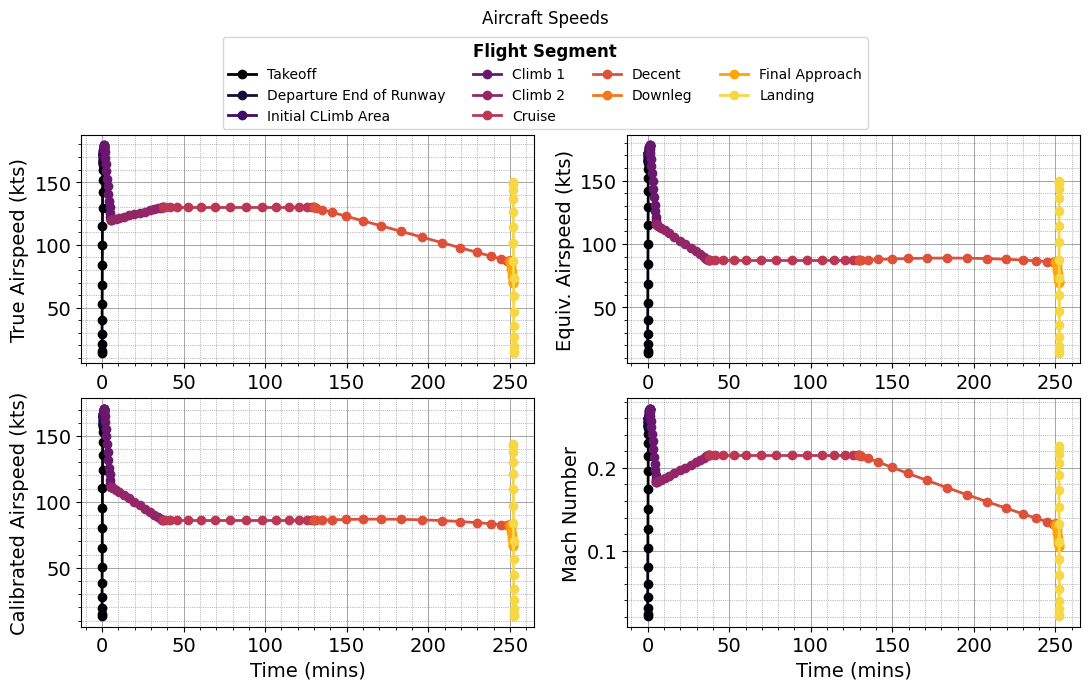 Aircraft Speeds
Flight Segment
Takeoff Climb 1 Decent Final Approach
Departure End of Runway Climb 2 Downleg Landing
Initial CLimb Area Cruise
True Airspeed (kts)
150
100
50
0 50 100 150 200 250
Equiv. Airspeed (kts)
150
100
50
0 50 100 150 200 250
Calibrated Airspeed (kts)
150
100
50
0 50 100 150 200 250
Time (mins)
Mach Number
0.2
0.1
0 50 100 150 200 250
Time (mins)